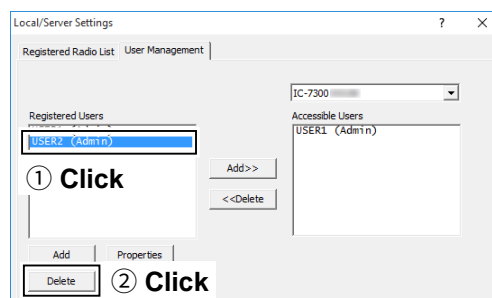 Local/Server Settings ? ×
Registered Radio List User Management
IC-7300
Registered Users Accessible Users
USER2 (Admin) USER1 (Admin)
① Click
Add>>
<<Delete
Add Properties
Delete ② Click